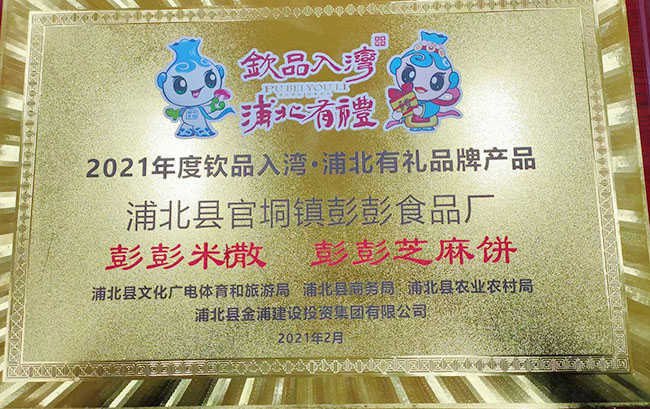 欽品入灣
PU BEI YOU LI
浦北有禮
2021年度钦品入湾·浦北有礼品牌产品
浦北县官垌镇彭彭食品厂
彭彭米糤 彭彭芝麻饼
浦北县文化广电体育和旅游局 浦北县商务局 浦北县农业农村局
浦北县金浦建设投资集团有限公司
2021年2月